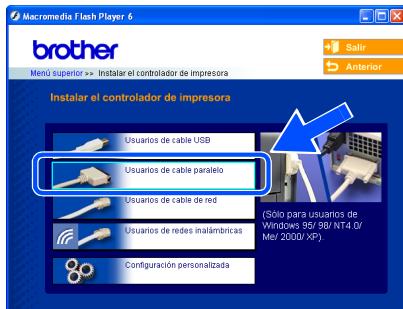 Macromedia Flash Player 6
brother
Salir
Anterior
Menú superior >> Instalar el controlador de impresora
Instalar el controlador de impresora
Usuarios de cable USB
Usuarios de cable paralelo
Usuarios de cable de red
Usuarios de redes inalámbricas
Configuración personalizada
(Sólo para usuarios de
Windows 95/ 98/ NT4.0/
Me/ 2000/ XP).